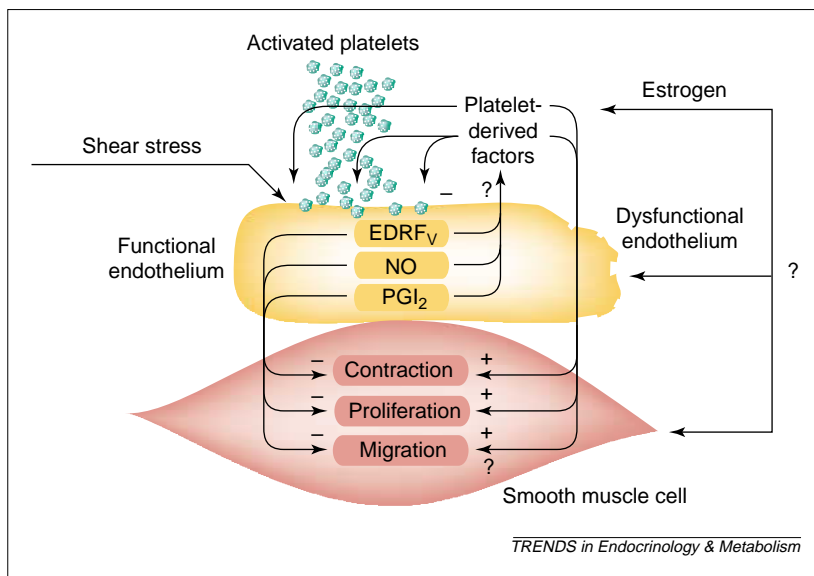 Activated platelets
Estrogen
Platelet-
derived
factors
Shear stress
–
?
EDRFV
NO
PGI2
Functional
endothelium
Dysfunctional
endothelium
?
– Contraction +
– Proliferation +
– Migration +
?
Smooth muscle cell
TRENDS in Endocrinology & Metabolism